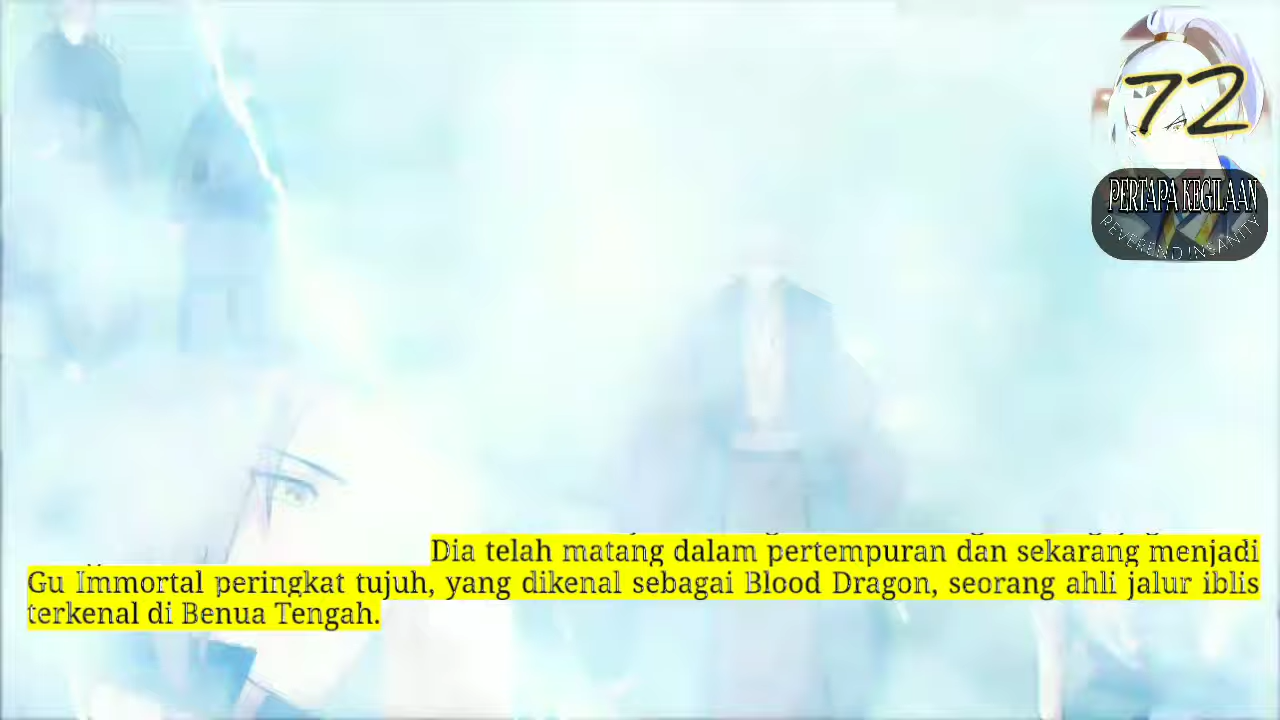 72
PERTAPA KEGILAAN
REVEREND INSANITY
Dia telah matang dalam pertempuran dan sekarang menjadi
Gu Immortal peringkat tujuh, yang dikenal sebagai Blood Dragon, seorang ahli jalur iblis
terkenal di Benua Tengah.